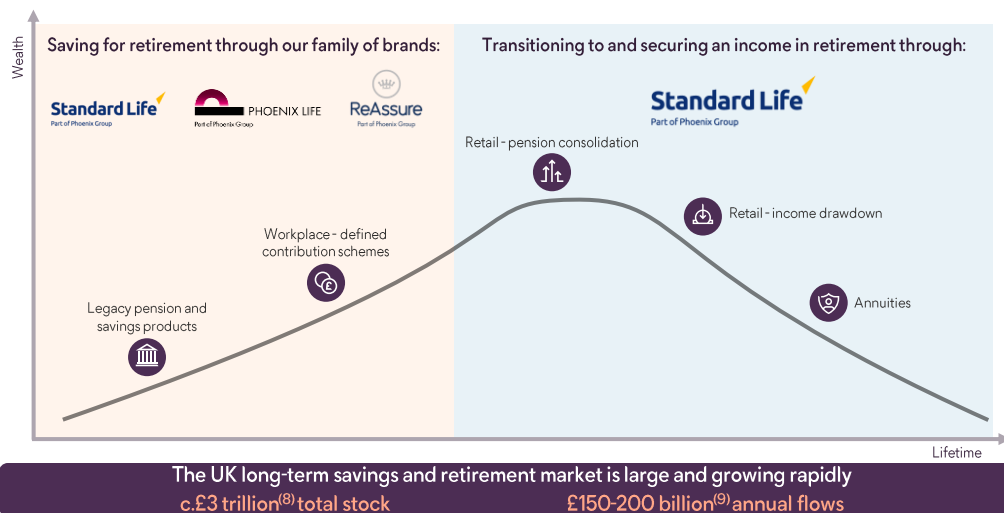 Wealth
Saving for retirement through our family of brands:
Standard Life
Part of Phoenix Group
PHOENIX LIFE
Part of Phoenix Group
ReAssure
Part of Phoenix Group
Transitioning to and securing an income in retirement through:
Standard Life
Part of Phoenix Group
Retail - pension consolidation
Retail - income drawdown
Workplace - defined
contribution schemes
£
Annuities
Legacy pension and
savings products
Lifetime
The UK long-term savings and retirement market is large and growing rapidly
c.£3 trillion(8) total stock
£150-200 billion(9) annual flows